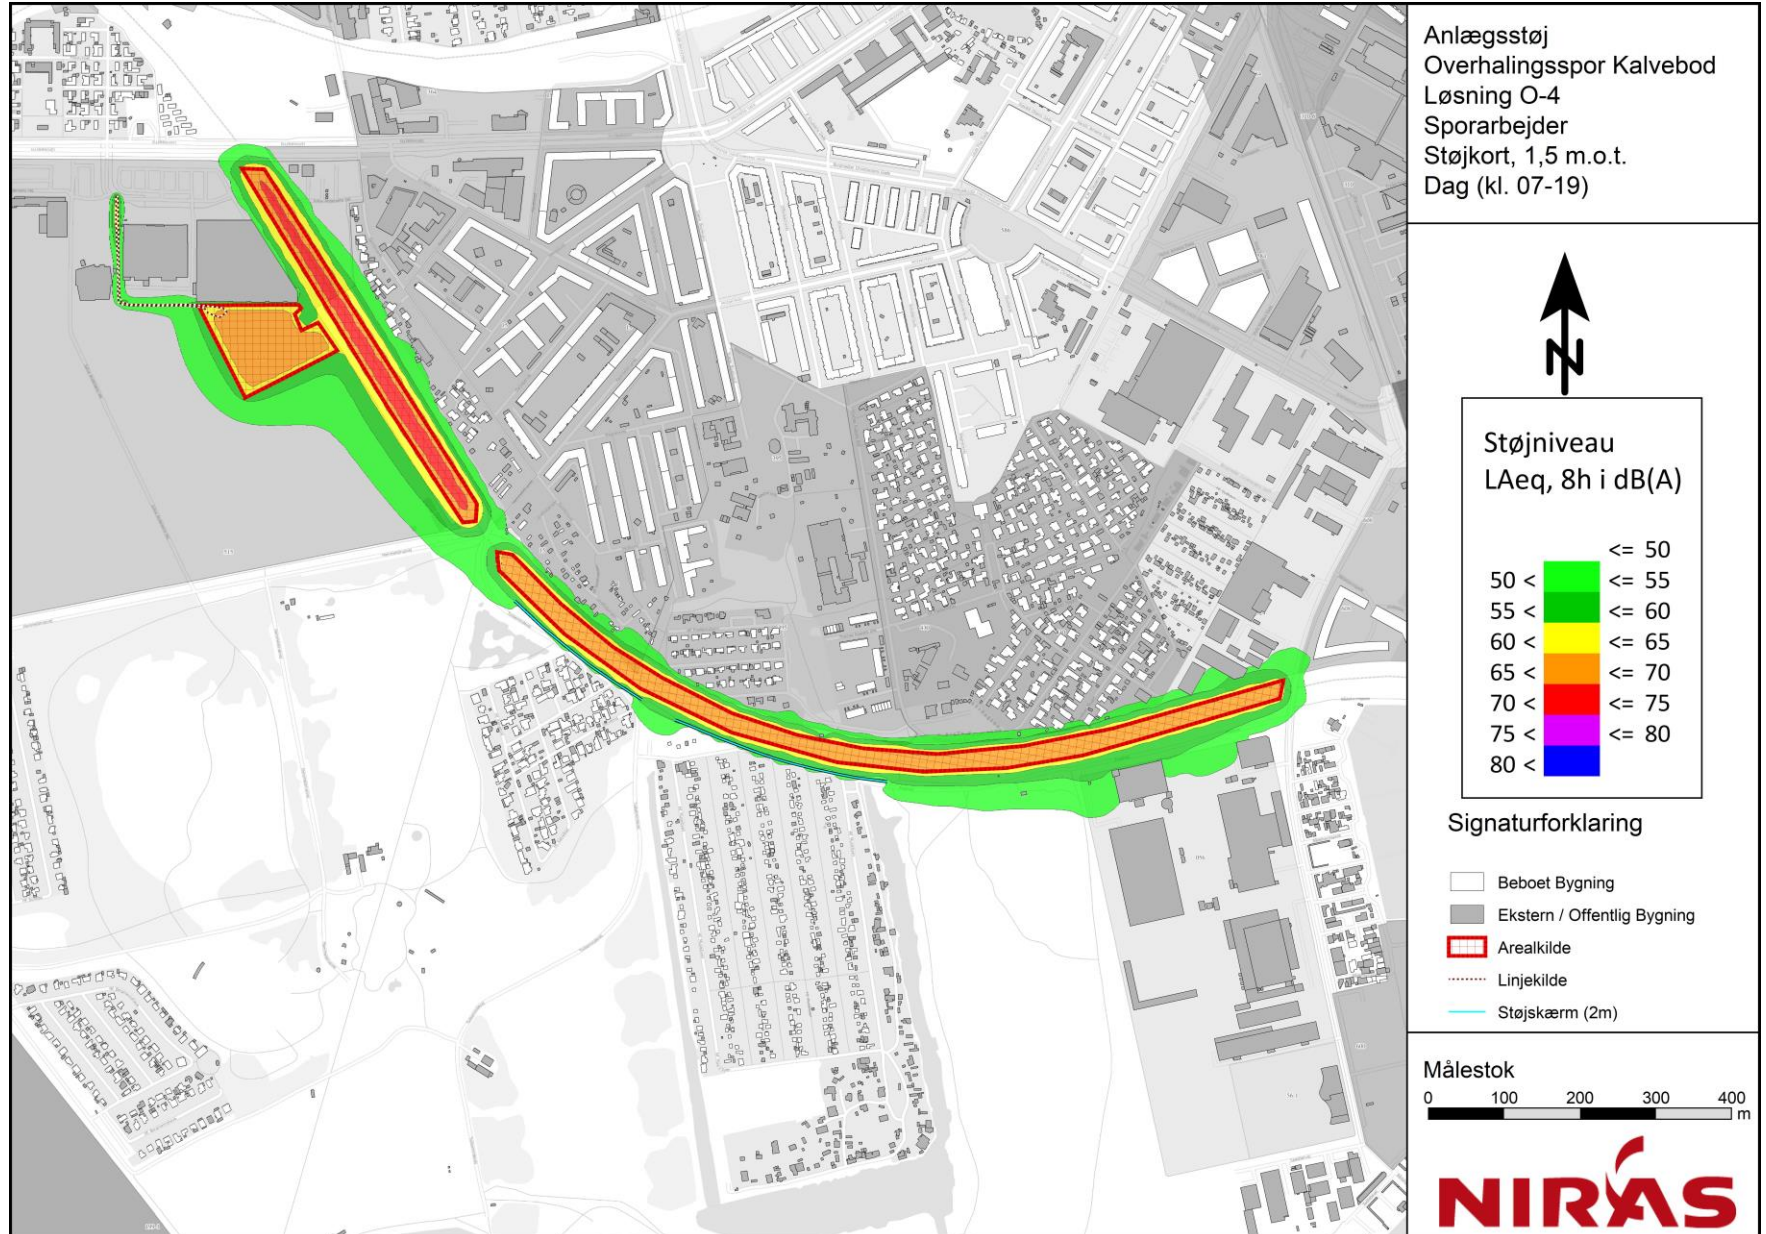 Anlægsstøj
Overhalingsspor Kalvebod
Løsning O-4
Sporarbejder
Støjkort, 1,5 m.o.t.
Dag (kl. 07-19)
N
Støjniveau
LAeq, 8h i dB(A)
<= 50
50 < <= 55
55 < <= 60
60 < <= 65
65 < <= 70
70 < <= 75
75 < <= 80
80 <
Signaturforklaring
Beboet Bygning
Ekstern / Offentlig Bygning
Arealkilde
Linjekilde
Støjskærm (2m)
Målestok
0 100 200 300 400
m
NIRAS